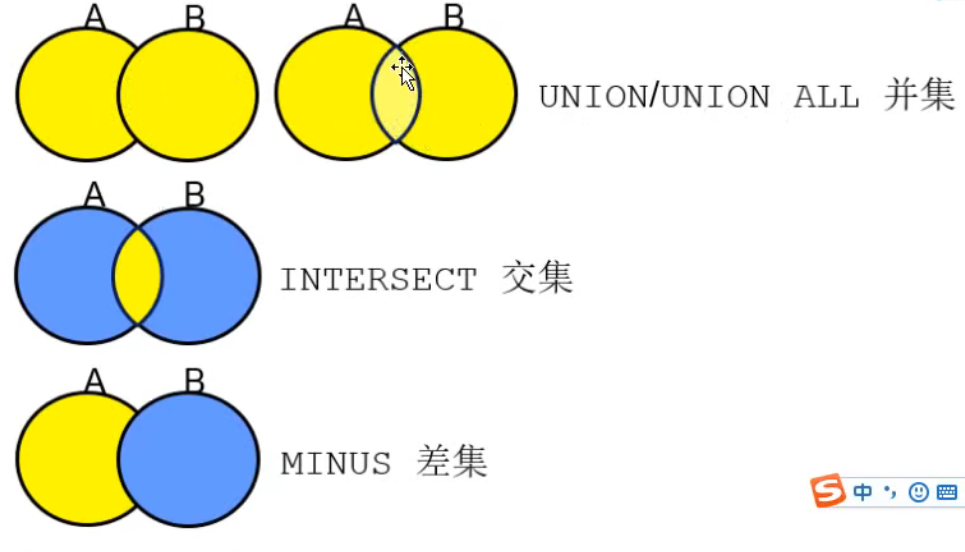 A B A B
UNION/UNION ALL 并集
A B
INTERSECT 交集
A B
MINUS 差集
S 中